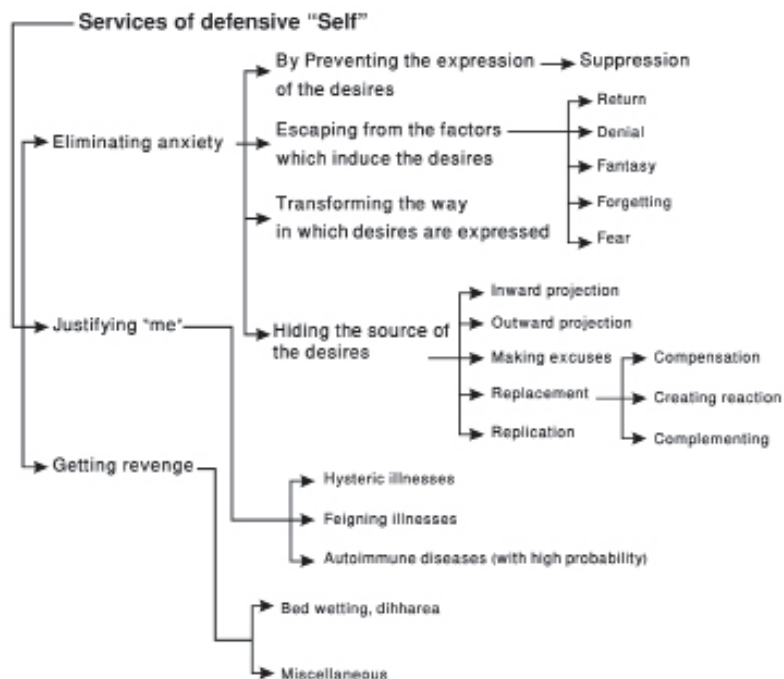 Services of defensive “Self”
By Preventing the expression
of the desires
Suppression
Eliminating anxiety
Escaping from the factors
which induce the desires
Return
Denial
Fantasy
Forgetting
Fear
Transforming the way
in which desires are expressed
Hiding the source of
the desires
Inward projection
Outward projection
Making excuses
Replacement
Replication
Compensation
Creating reaction
Complementing
Justifying "me"
Hysteric illnesses
Feigning illnesses
Autoimmune diseases (with high probability)
Getting revenge
Bed wetting, dihharea
Miscellaneous